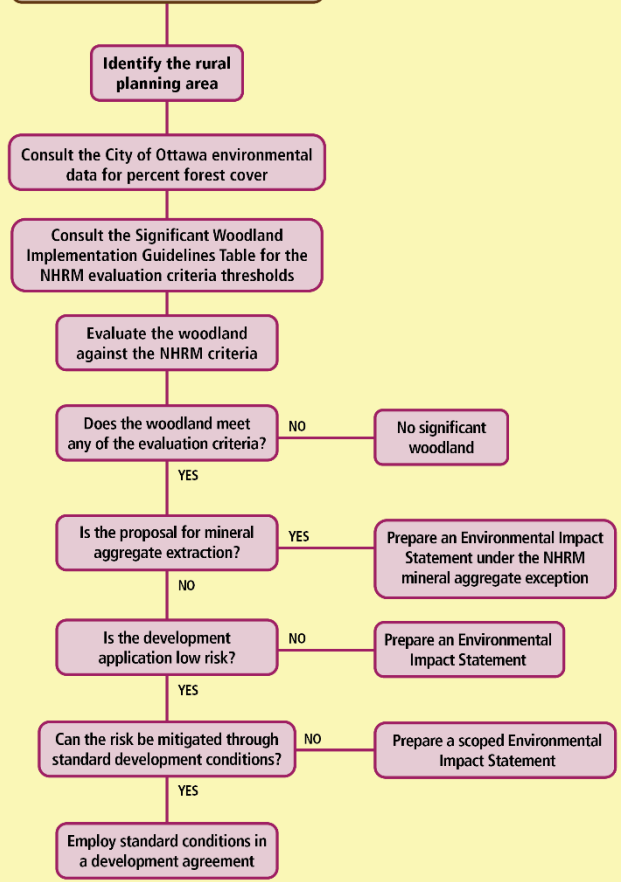 Identify the rural
planning area
Consult the City of Ottawa environmental
data for percent forest cover
Consult the Significant Woodland
Implementation Guidelines Table for the
NHRM evaluation criteria thresholds
Evaluate the woodland
against the NHRM criteria
Does the woodland meet
any of the evaluation criteria?
NO
No significant
woodland
YES
Is the proposal for mineral
aggregate extraction?
YES
Prepare an Environmental Impact
Statement under the NHRM
mineral aggregate exception
NO
Is the development
application low risk?
NO
Prepare an Environmental
Impact Statement
YES
Can the risk be mitigated through
standard development conditions?
NO
Prepare a scoped Environmental
Impact Statement
YES
Employ standard conditions in
a development agreement